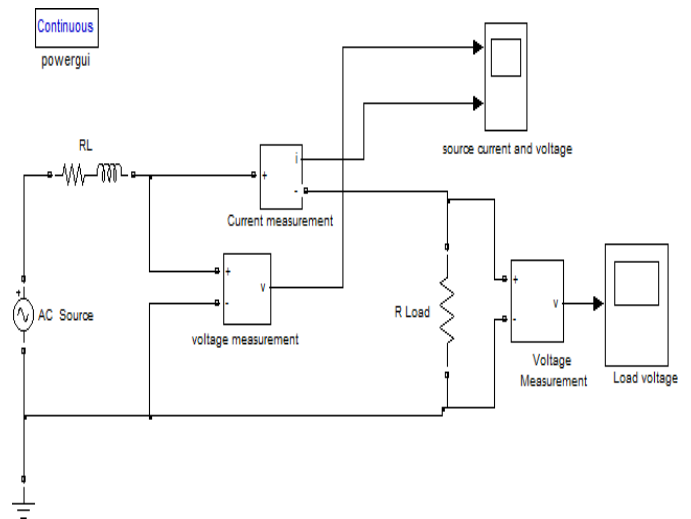 Continuous
powergui
source current and voltage
RL
+
i
-
Current measurement
+
-
v
voltage measurement
+
AC Source
R Load
+
-
v
Voltage
Measurement
Load voltage